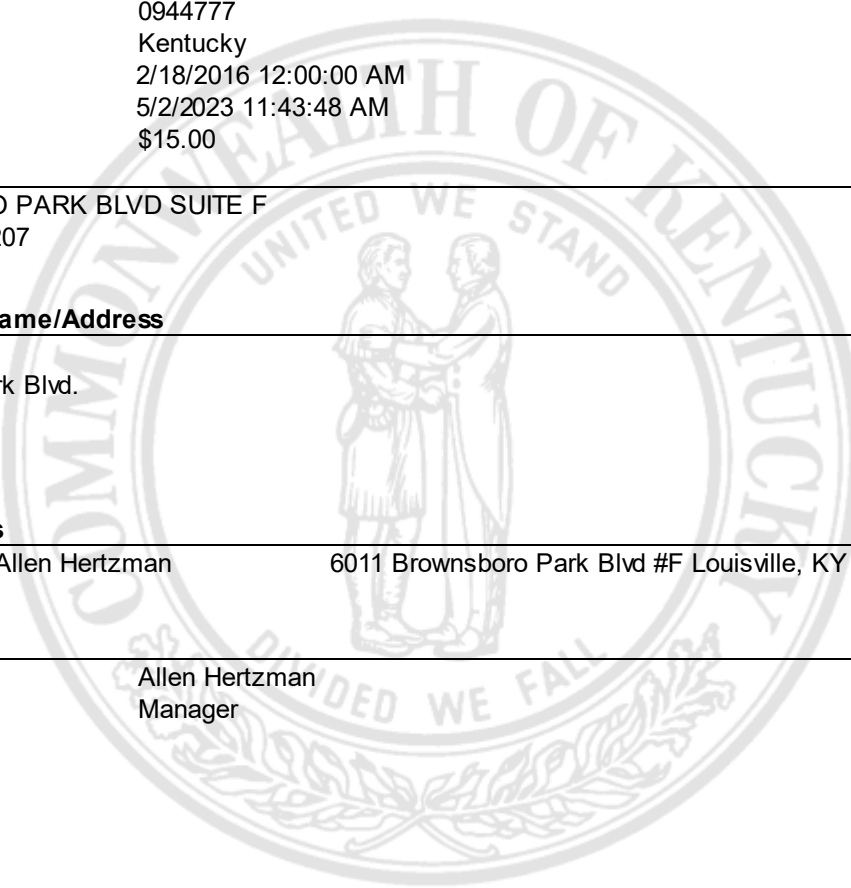 0944777
Kentucky
2/18/2016 12:00:00 AM
5/2/2023 11:43:48 AM
$15.00
PARK BLVD SUITE F
207
ame/Address
rk Blvd.
s
Allen Hertzman 6011 Brownsboro Park Blvd #F Louisville, KY
Allen Hertzman
Manager
COMMONWEALTH OF KENTUCKY
UNITED WE STAND
DIVIDED WE FALL